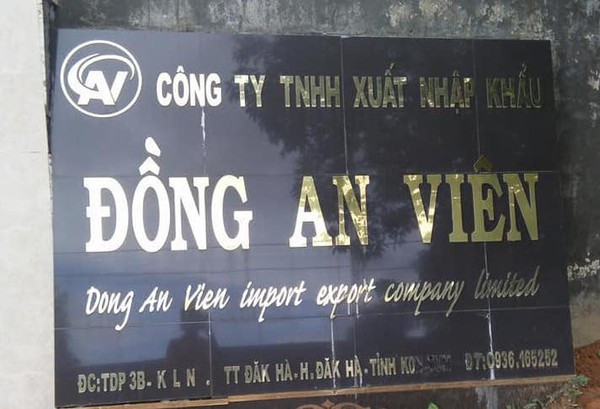 AV CÔNG TY TNHH XUẤT NHẬP KHẨU
ĐỒNG AN VIÊN
Dong An Vien import export company limited
ĐC:TDP 3B- K L N . TT ĐĂK HÀ-H.ĐĂK HÀ-TỈNH ĐT:0936.165252